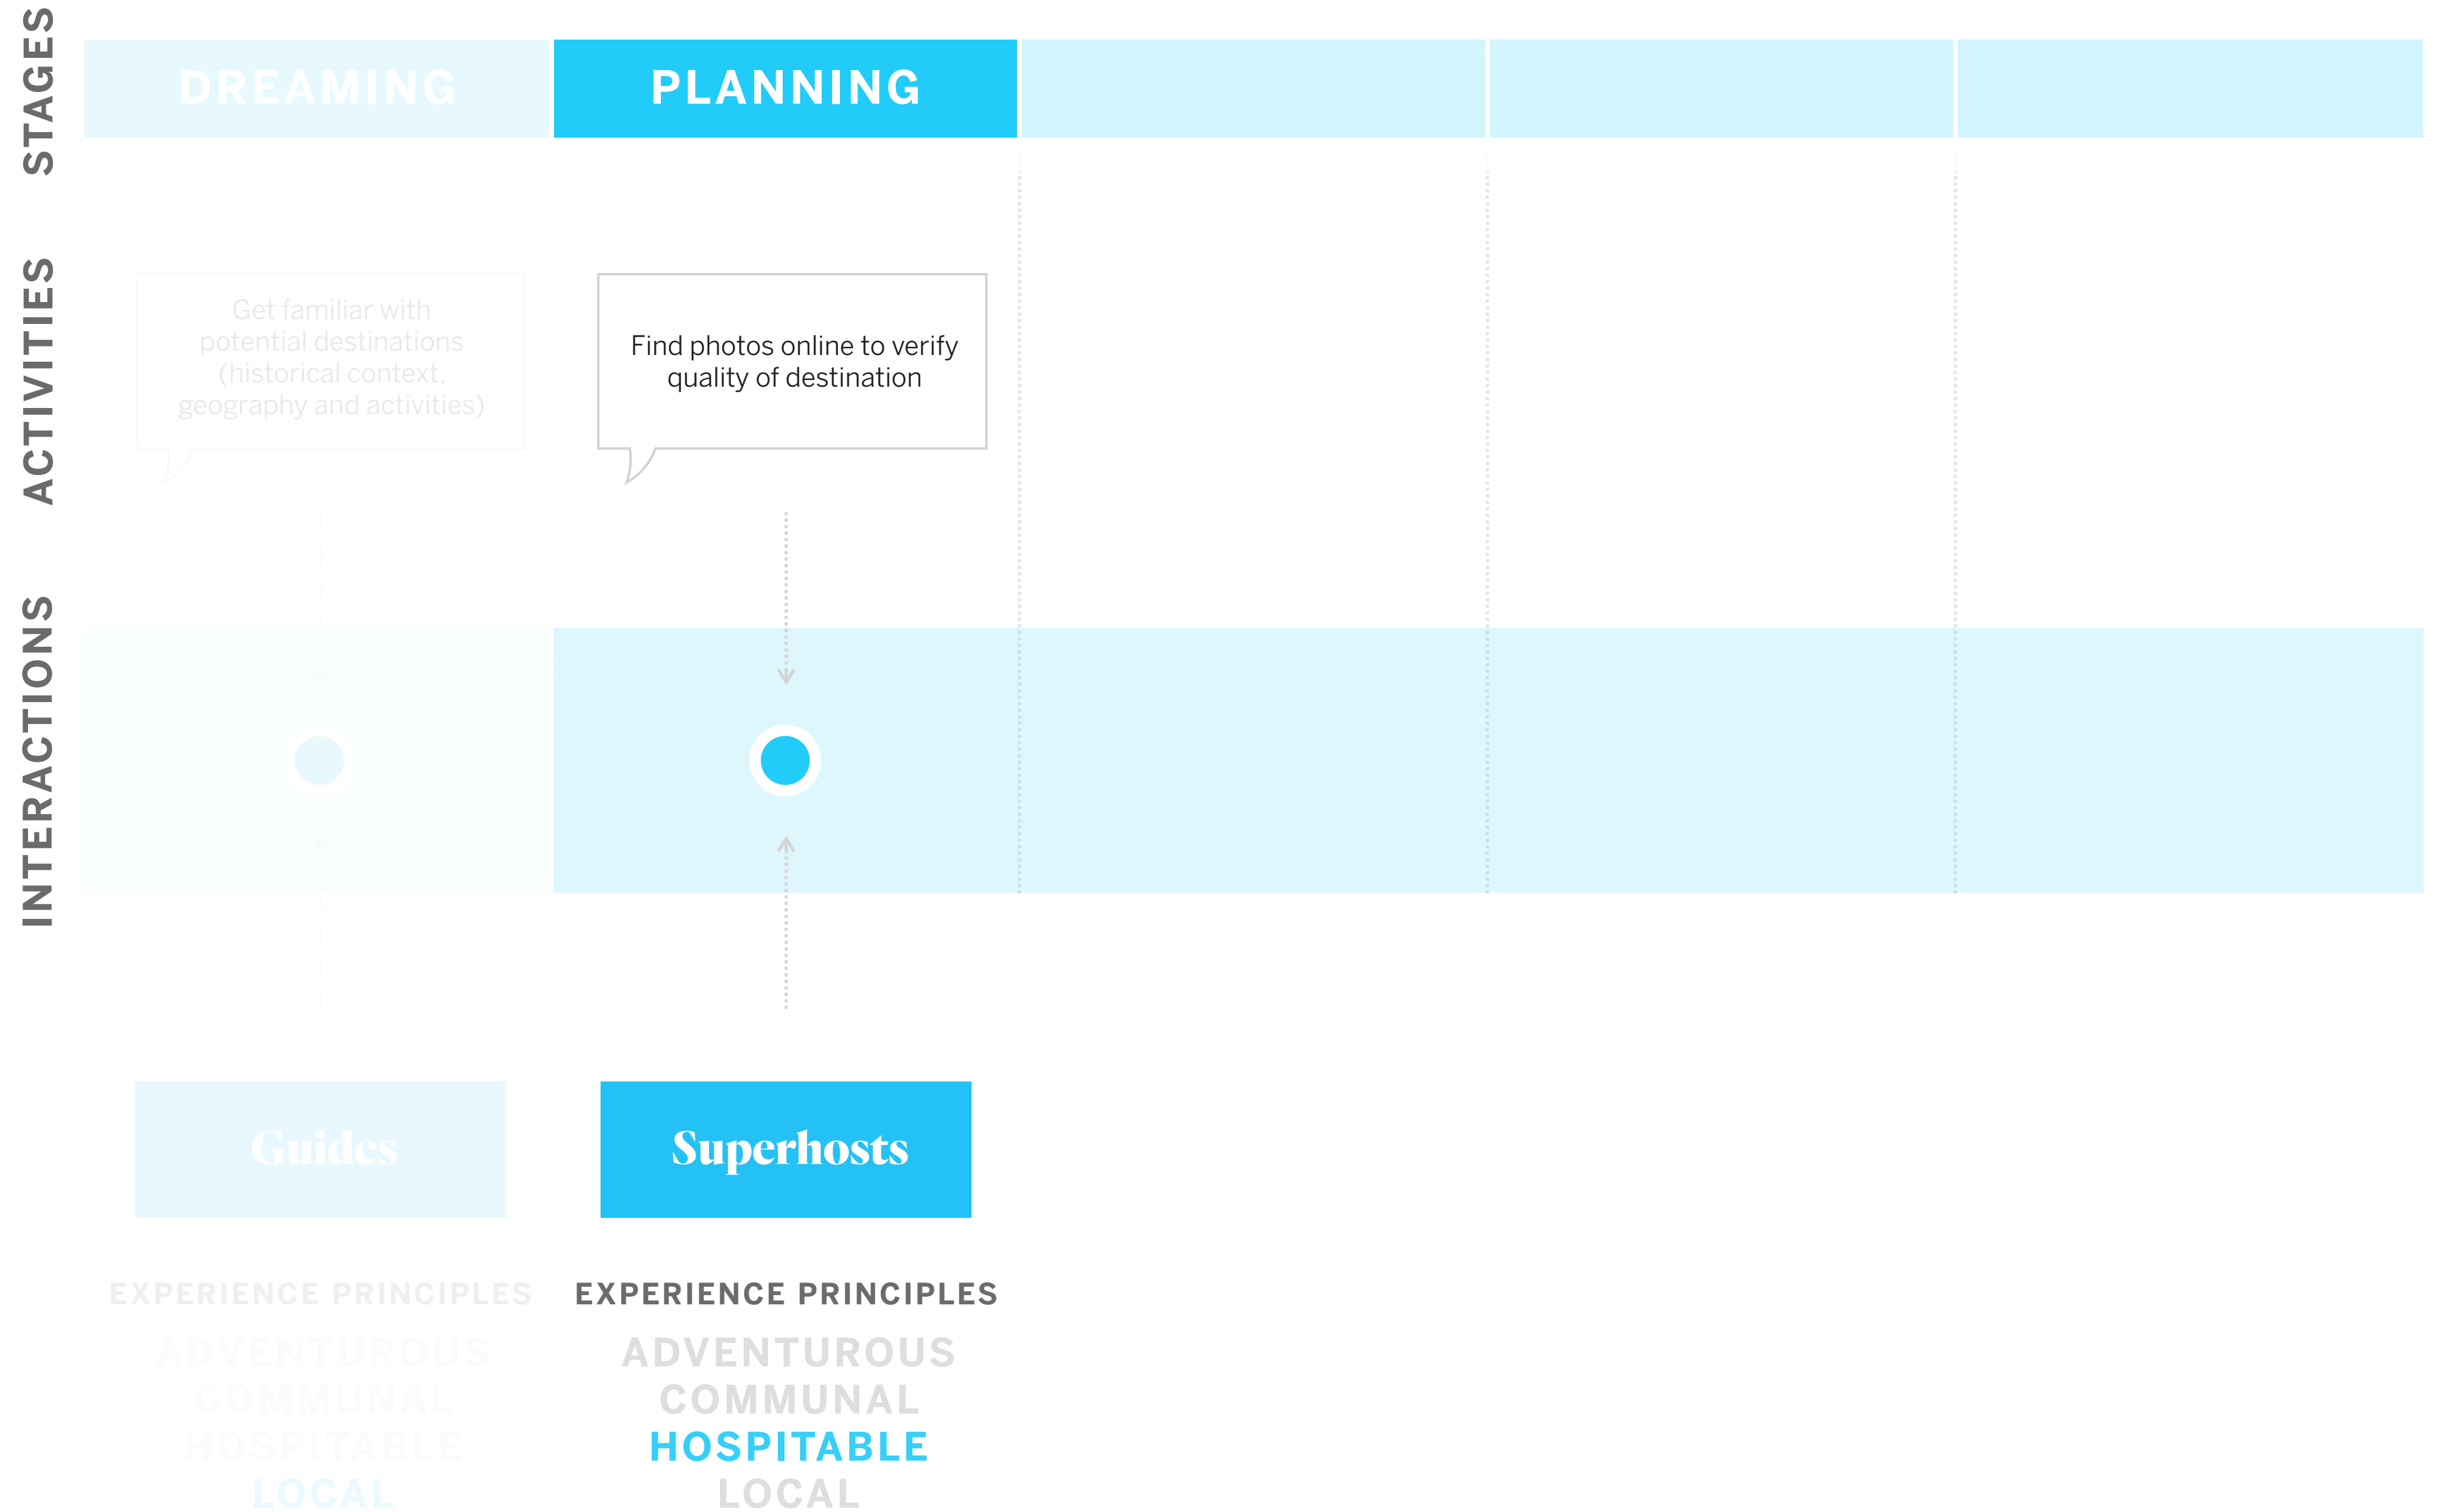 STAGES
DREAMING
PLANNING
ACTIVITIES
Get familiar with
potential destinations
(historical context,
geography and activities)
Find photos online to verify
quality of destination
INTERACTIONS
Guides
Superhosts
EXPERIENCE PRINCIPLES
ADVENTUROUS
COMMUNAL
HOSPITABLE
LOCAL
EXPERIENCE PRINCIPLES
ADVENTUROUS
COMMUNAL
HOSPITABLE
LOCAL